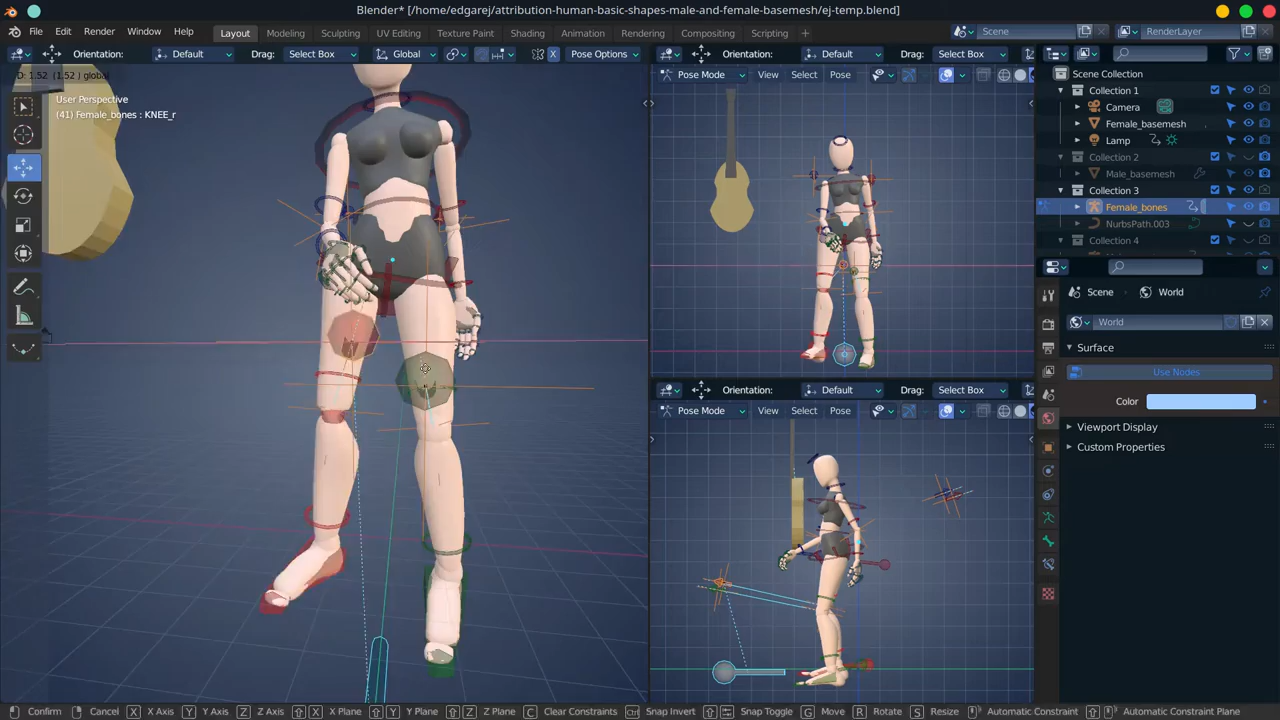 Blender* [/home/edgarej/attribution-human-basic-shapes-male-and-female-basemesh/ej-temp.blend]
File Edit Render Window Help Layout Modeling Sculpting UV Editing Texture Paint Shading Animation Rendering Compositing Scripting + Scene RenderLayer
Orientation: Default Drag: Select Box Global Pose Options
D: 1.52 (1.52 ) global
User Perspective
(41) Female_bones : KNEE_r
Orientation: Default Drag: Select Box
Pose Mode View Select Pose
Orientation: Default Drag: Select Box
Pose Mode View Select Pose
Scene Collection
Collection 1
Camera
Female_basemesh
Lamp
Collection 2
Male_basemesh
Collection 3
Female_bones
NurbsPath.003
Collection 4
Scene World
World
Surface
Use Nodes
Color
Viewport Display
Custom Properties
Confirm Cancel X X Axis Y Y Axis Z Z Axis X X Plane Y Y Plane Z Z Plane C Clear Constraints Ctrl Snap Invert Snap Toggle G Move R Rotate S Resize Automatic Constraint Automatic Constraint Plane